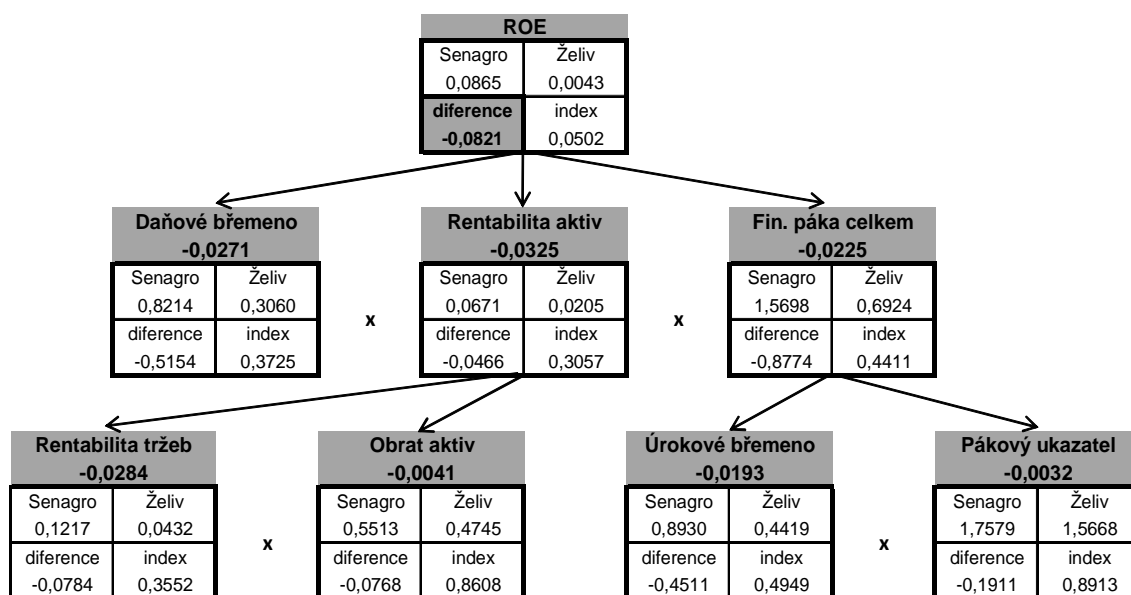 ROE
Senagro Želiv
0,0865 0,0043
diference index
-0,0821 0,0502
Daňové břemeno Rentabilita aktiv Fin. páka celkem
-0,0271 -0,0325 -0,0225
Senagro Želiv Senagro Želiv Senagro Želiv
0,8214 0,3060 x 0,0671 0,0205 x 1,5698 0,6924
diference index diference index diference index
-0,5154 0,3725 -0,0466 0,3057 -0,8774 0,4411
Rentabilita tržeb Obrat aktiv Úrokové břemeno Pákový ukazatel
-0,0284 -0,0041 -0,0193 -0,0032
Senagro Želiv Senagro Želiv Senagro Želiv Senagro Želiv
0,1217 0,0432 x 0,5513 0,4745 0,8930 0,4419 x 1,7579 1,5668
diference index diference index diference index diference index
-0,0784 0,3552 -0,0768 0,8608 -0,4511 0,4949 -0,1911 0,8913